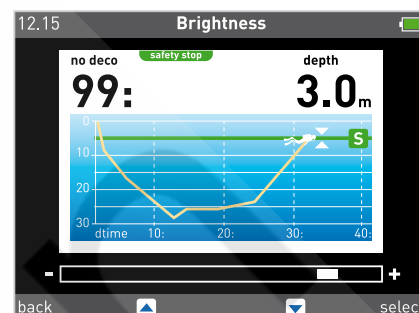 12.15 Brightness
safety stop
no deco depth
99: 3.0m
0
S
10
20
30
dtime 10: 20: 30: 40:
- +
back selec